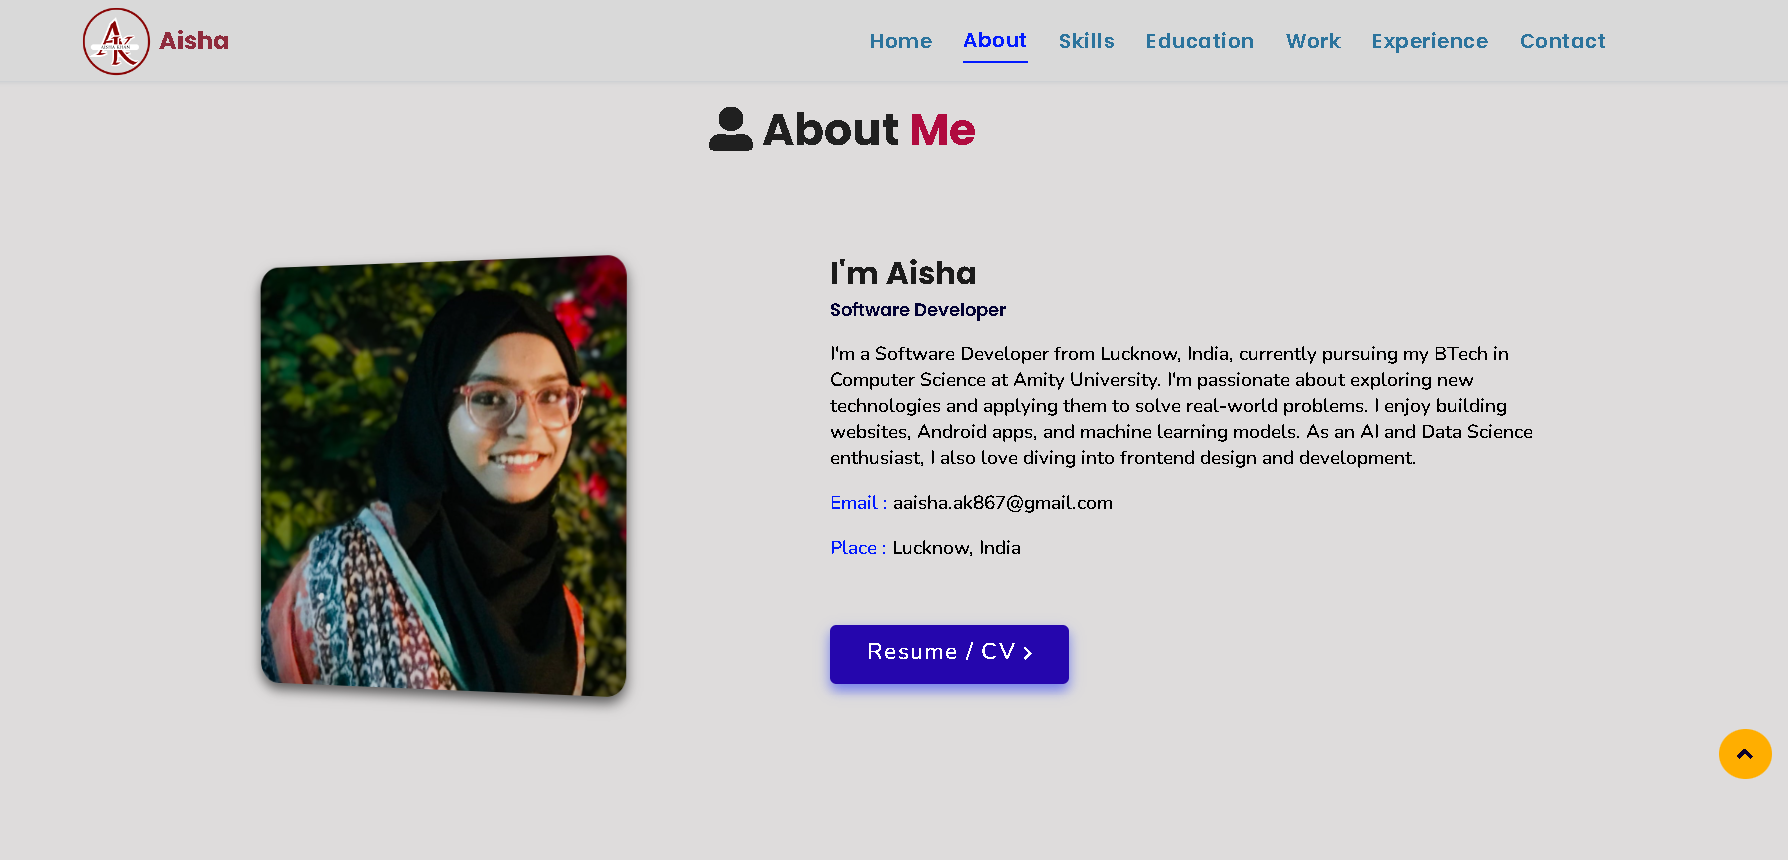 AK
AISHA KHAN
Aisha
Home About Skills Education Work Experience Contact
About Me
I'm Aisha
Software Developer
I'm a Software Developer from Lucknow, India, currently pursuing my BTech in
Computer Science at Amity University. I'm passionate about exploring new
technologies and applying them to solve real-world problems. I enjoy building
websites, Android apps, and machine learning models. As an AI and Data Science
enthusiast, I also love diving into frontend design and development.
Email : aaisha.ak867@gmail.com
Place : Lucknow, India
Resume / CV